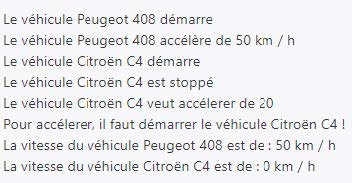 Le véhicule Peugeot 408 démarre
Le véhicule Peugeot 408 accélère de 50 km / h
Le véhicule Citroën C4 démarre
Le véhicule Citroën C4 est stoppé
Le véhicule Citroën C4 veut accélerer de 20
Pour accélerer, il faut démarrer le véhicule Citroën C4 !
La vitesse du véhicule Peugeot 408 est de : 50 km / h
La vitesse du véhicule Citroën C4 est de : 0 km / h